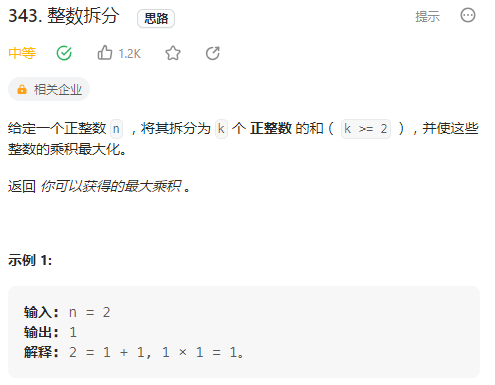 343. 整数拆分 思路 提示
中等 1.2K
相关企业
给定一个正整数 n ，将其拆分为 k 个 正整数 的和（ k >= 2 ），并使这些
整数的乘积最大化。
返回 你可以获得的最大乘积 。
示例 1:
输入: n = 2
输出: 1
解释: 2 = 1 + 1, 1 × 1 = 1。